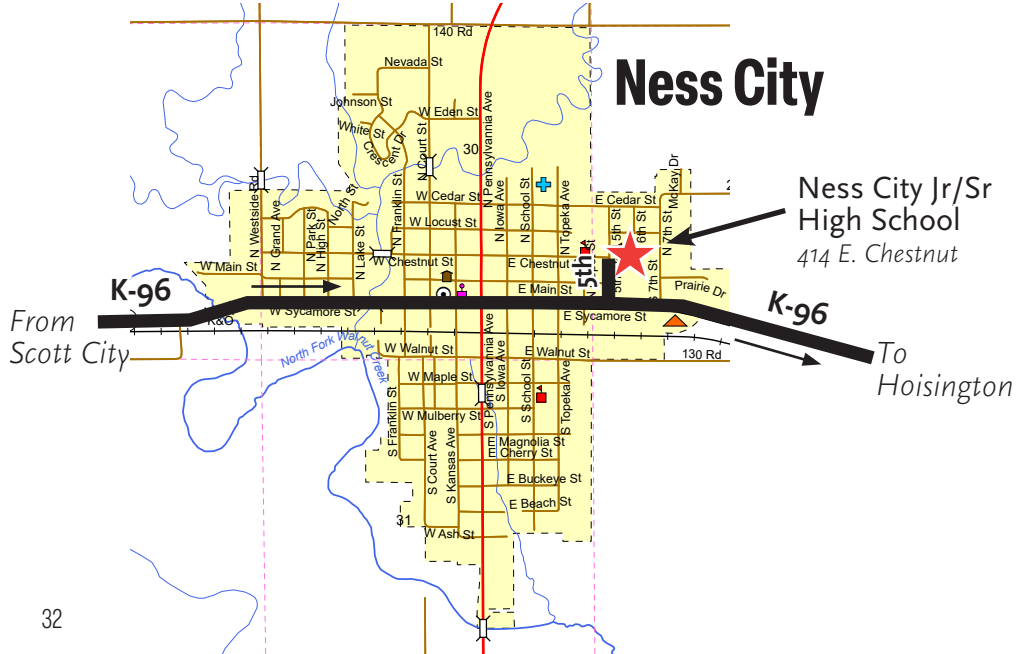 140 Rd
Ness City
Nevada St
Johnson St
W Eden St
White St
Crescent Dr
N Court St
N Pennsylvannia Ave
30
McKay Dr
Ness City Jr/Sr
High School
414 E. Chestnut
N Westside Rd
N Grand Ave
N Park St
N High St
North St
N Lake St
N Franklin St
W Cedar St
W Locust St
N Iowa Ave
N School St
N Topeka Ave
E Cedar St
5th St
6th St
N 7th St
W Chestnut St
E Chestnut
5th
W Main St
E Main St
S 7th St
Prairie Dr
K-96
K-96
From
Scott City
K&O
W Sycamore St
E Sycamore St
To
Hoisington
North Fork Walnut Creek
W Walnut St
E Walnut St
130 Rd
W Maple St
S Pennsylvannia Ave
S Iowa Ave
S School St
S Topeka Ave
S Franklin St
W Mulberry St
S Court Ave
S Kansas Ave
E Magnolia St
E Cherry St
E Buckeye St
E Beach St
31
W Ash St
32